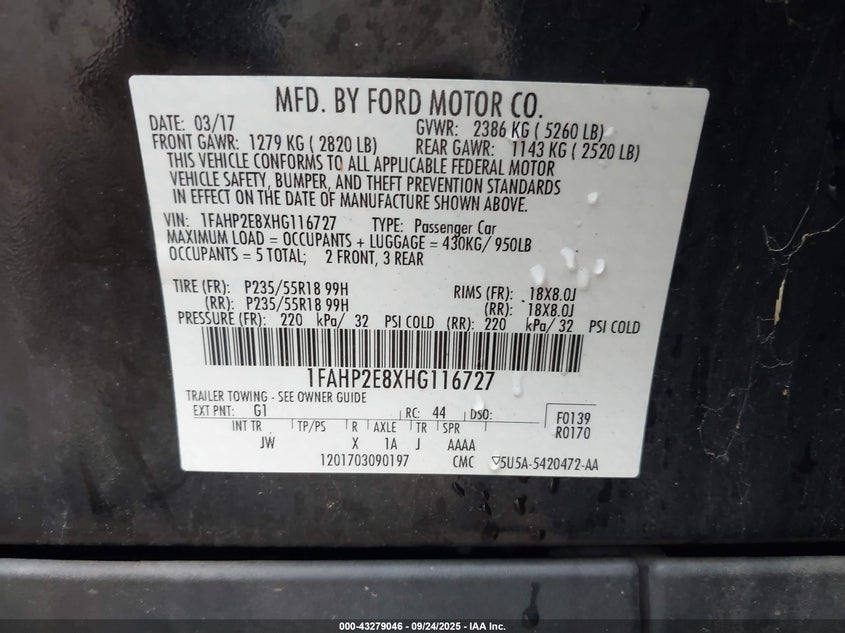 MFD. BY FORD MOTOR CO.
DATE: 03/17 GVWR: 2386 KG ( 5260 LB)
FRONT GAWR: 1279 KG ( 2820 LB) REAR GAWR: 1143 KG ( 2520 LB)
THIS VEHICLE CONFORMS TO ALL APPLICABLE FEDERAL MOTOR
VEHICLE SAFETY, BUMPER, AND THEFT PREVENTION STANDARDS
IN EFFECT ON THE DATE OF MANUFACTURE SHOWN ABOVE.
VIN: 1FAHP2E8XHG116727 TYPE: Passenger Car
MAXIMUM LOAD = OCCUPANTS + LUGGAGE = 430KG/ 950LB
OCCUPANTS = 5 TOTAL; 2 FRONT, 3 REAR
TIRE (FR): P235/55R18 99H RIMS (FR): 18X8.0J
(RR): P235/55R18 99H (RR): 18X8.0J
PRESSURE (FR): 220 kPa/ 32 PSI COLD (RR): 220 kPa/ 32 PSI COLD
1FAHP2E8XHG116727
TRAILER TOWING - SEE OWNER GUIDE
EXT PNT: G1 RC: 44 DSO: F0139
INT TR TP/PS R AXLE TR SPR R0170
JW X 1A J AAAA
1201703090197 CMC ▽5U5A-5420472-AA
000-43279046 - 09/24/2025 - IAA Inc.